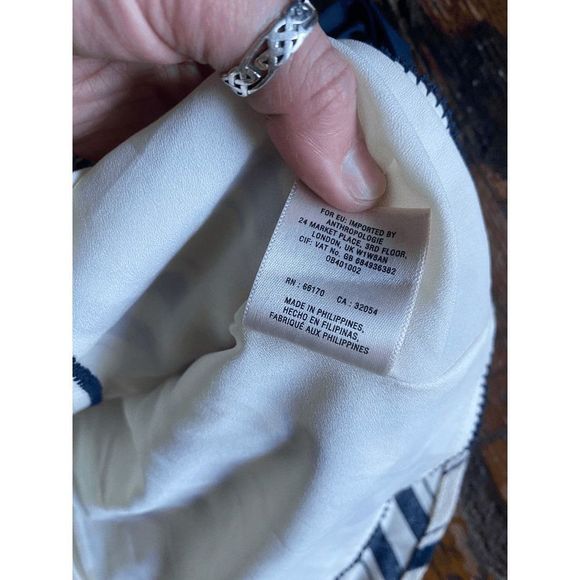 FOR EU: IMPORTED BY
ANTHROPOLOGIE
24 MARKET PLACE, 3RD FLOOR,
LONDON, UK W1W8AN
CIF: VAT No. GB 684936382
OB401002
RN : 66170 CA : 32054
MADE IN PHILIPPINES,
HECHO EN FILIPINAS,
FABRIQUÉ AUX PHILIPPINES